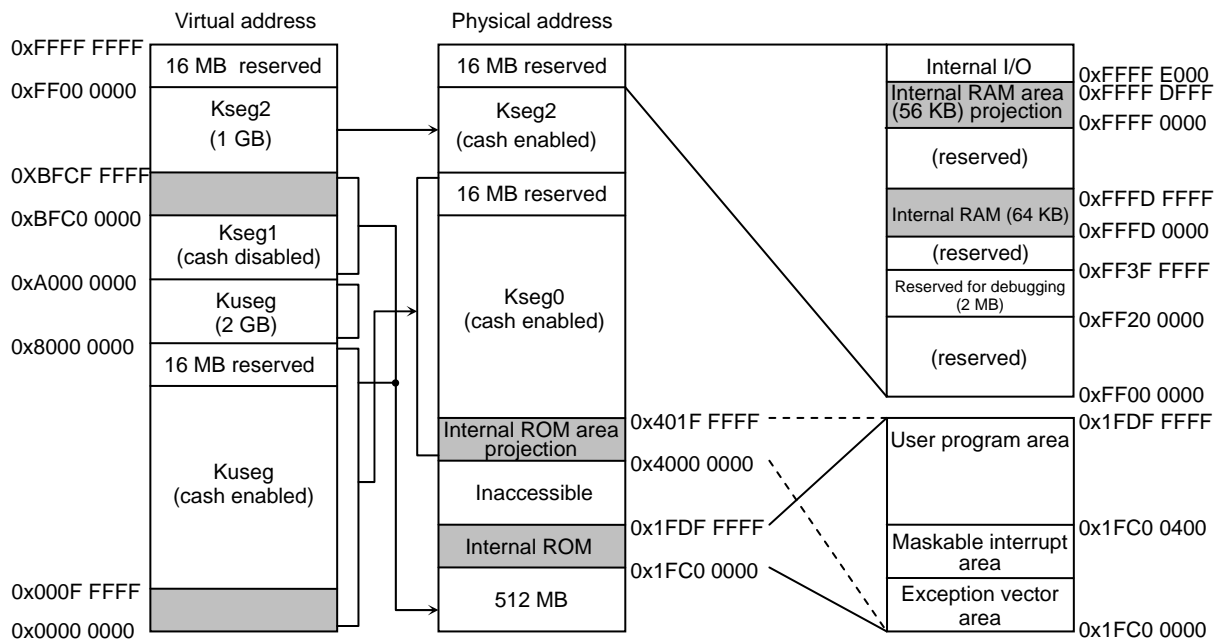 Virtual address
0xFFFF FFFF
16 MB reserved
0xFF00 0000
Kseg2
(1 GB)
0XBFCF FFFF
0xBFC0 0000
Kseg1
(cash disabled)
0xA000 0000
Kuseg
(2 GB)
0x8000 0000
16 MB reserved
Kuseg
(cash enabled)
0x000F FFFF
0x0000 0000
Physical address
16 MB reserved
Kseg2
(cash enabled)
16 MB reserved
Kseg0
(cash enabled)
0x401F FFFF
Internal ROM area
projection
0x4000 0000
Inaccessible
0x1FDF FFFF
Internal ROM
0x1FC0 0000
512 MB
Internal I/O
0xFFFF E000
Internal RAM area
(56 KB) projection
0xFFFF DFFF
0xFFFF 0000
(reserved)
0xFFFD FFFF
Internal RAM (64 KB)
0xFFFD 0000
(reserved)
0xFF3F FFFF
Reserved for debugging
(2 MB)
0xFF20 0000
(reserved)
0xFF00 0000
0x1FDF FFFF
User program area
0x1FC0 0400
Maskable interrupt
area
Exception vector
area
0x1FC0 0000